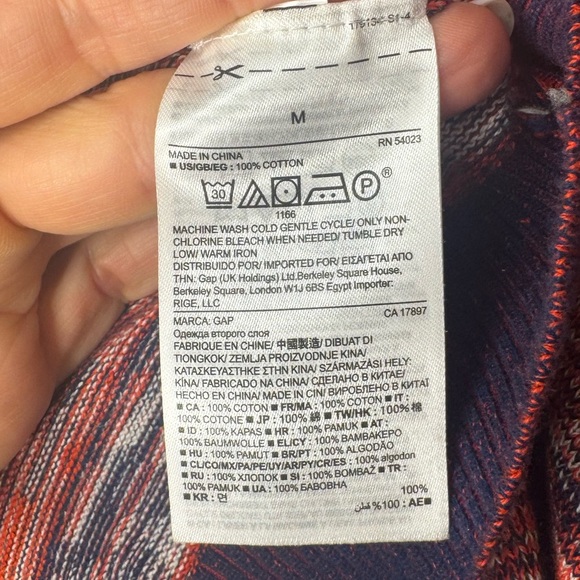 M
RN 54023
MADE IN CHINA
■ US/GB/EG : 100% COTTON
30 P ®
1166
MACHINE WASH COLD GENTLE CYCLE/ ONLY NON-
CHLORINE BLEACH WHEN NEEDED/ TUMBLE DRY
LOW/ WARM IRON
DISTRIBUIDO POR/ IMPORTED FOR/ ΕΙΣΑΓΕΤΑΙ ΑΠΟ
ΤΗΝ: Gap (UK Holdings) Ltd,Berkeley Square House,
Berkeley Square, London W1J 6BS Egypt Importer:
RIGE, LLC
MARCA: GAP CA 17897
Одежда второго слоя
FABRIQUE EN CHINE/ 中國製造/ DIBUAT DI
TIONGKOK/ ZEMLJA PROIZVODNJE KINA/
ΚΑΤΑΣΚΕΥΑΣΤΗΚΕ ΣΤΗΝ ΚΙΝΑ/ SZÁRMAZÁSI HELY:
KÍNA/ FABRICADO NA CHINA/ СДЕЛАНО В КИТАЕ/
HECHO EN CHINA/ MADE IN CIN/ ВИРОБЛЕНО В КИТАЇ
■ CA : 100% COTON ■ FR/MA : 100% COTON ■ IT :
100% COTONE ■ JP : 100% 綿 ■ TW/HK : 100% 棉
■ ID : 100% KAPAS ■ HR : 100% PAMUK ■ AT :
100% BAUMWOLLE ■ EL/CY : 100% ΒΑΜΒΑΚΕΡΟ
■ HU : 100% PAMUT ■ BR/PT : 100% ALGODÃO
■ CL/CO/MX/PA/PE/UY/AR/PY/CR/ES : 100% algodon
■ RU : 100% ХЛОПОК ■ SI : 100% BOMBAŽ ■ TR :
100% PAMUK ■ UA : 100% БАВОВНА
■ KR : 면 100%
■AE : 100% قطن